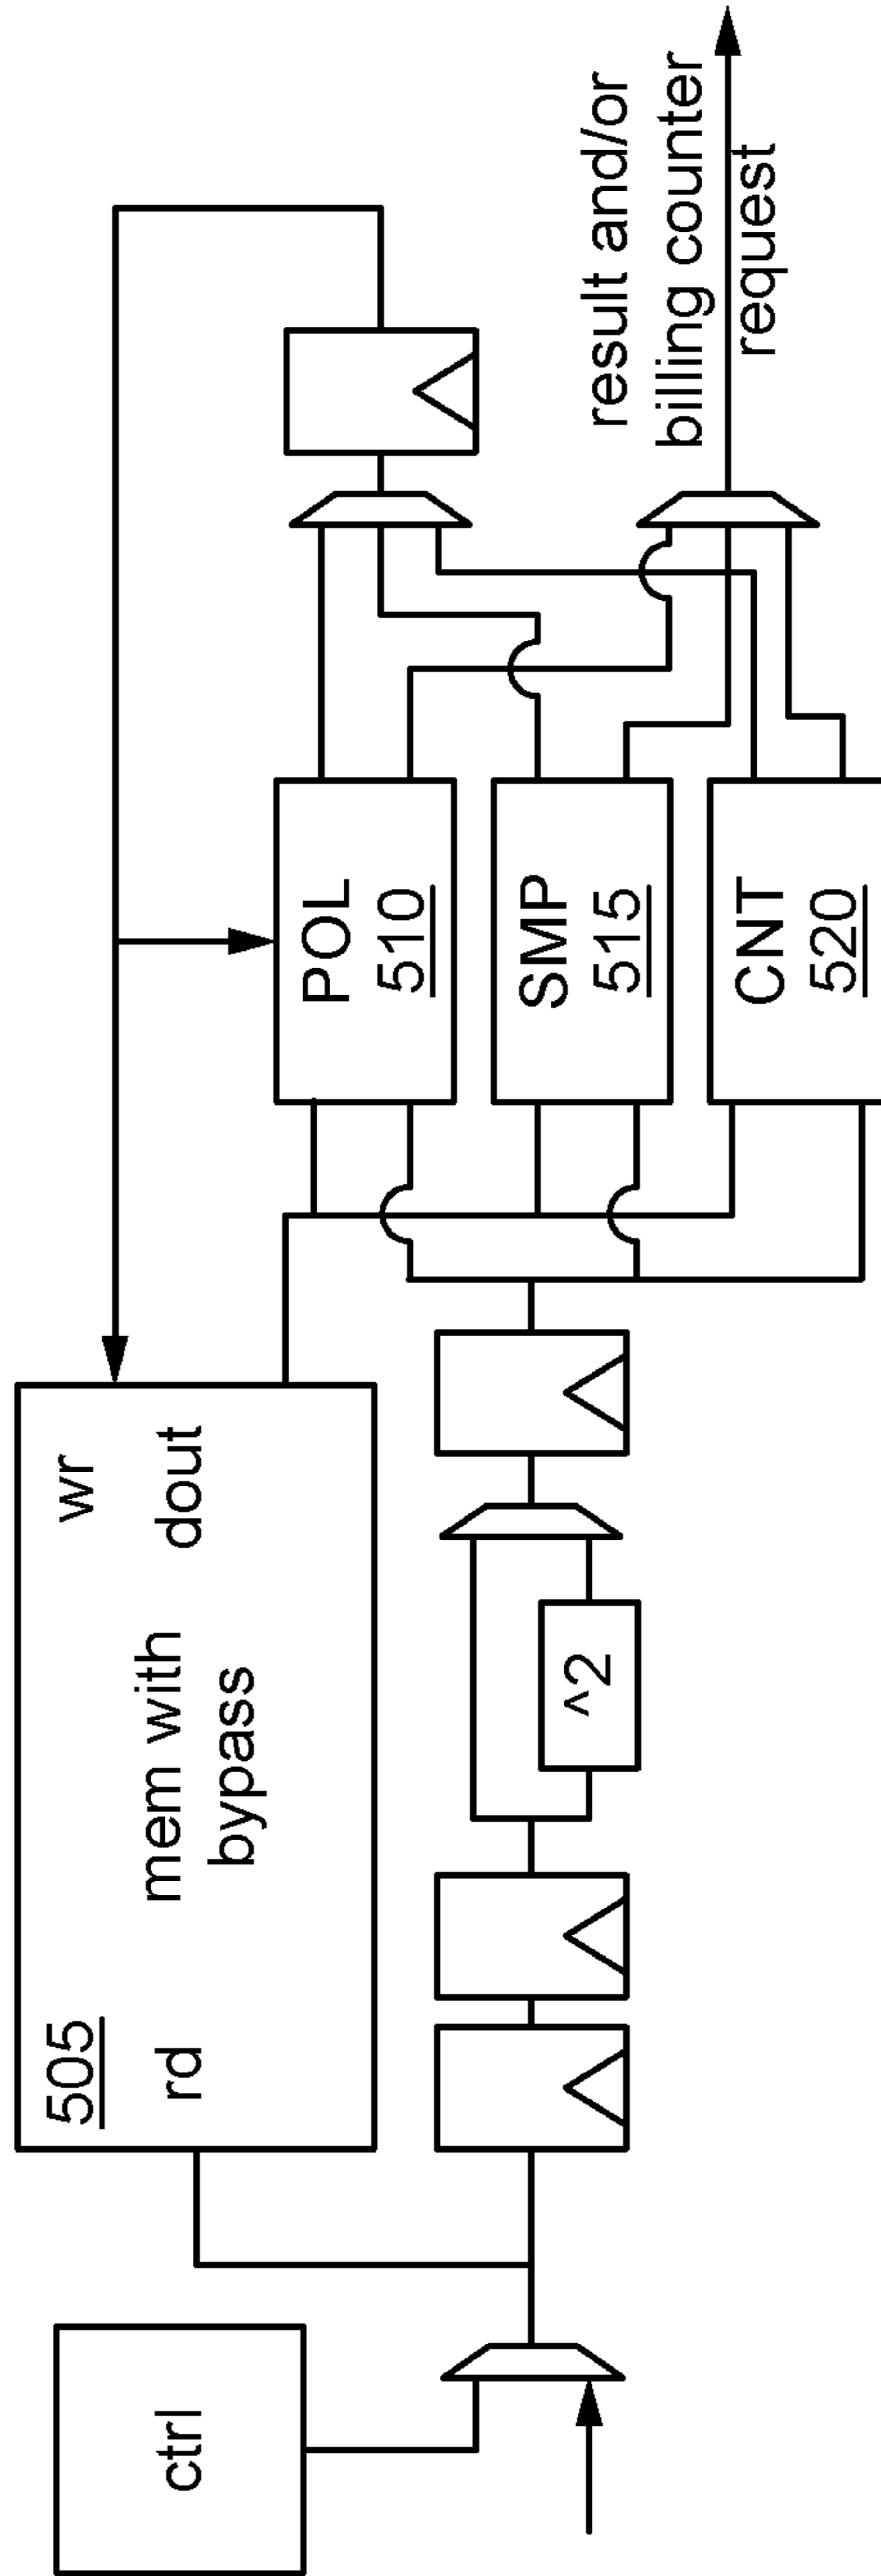 ctrl
505
rd
mem with
bypass
wr
dout
^2
POL
510
SMP
515
CNT
520
result and/or
billing counter
request